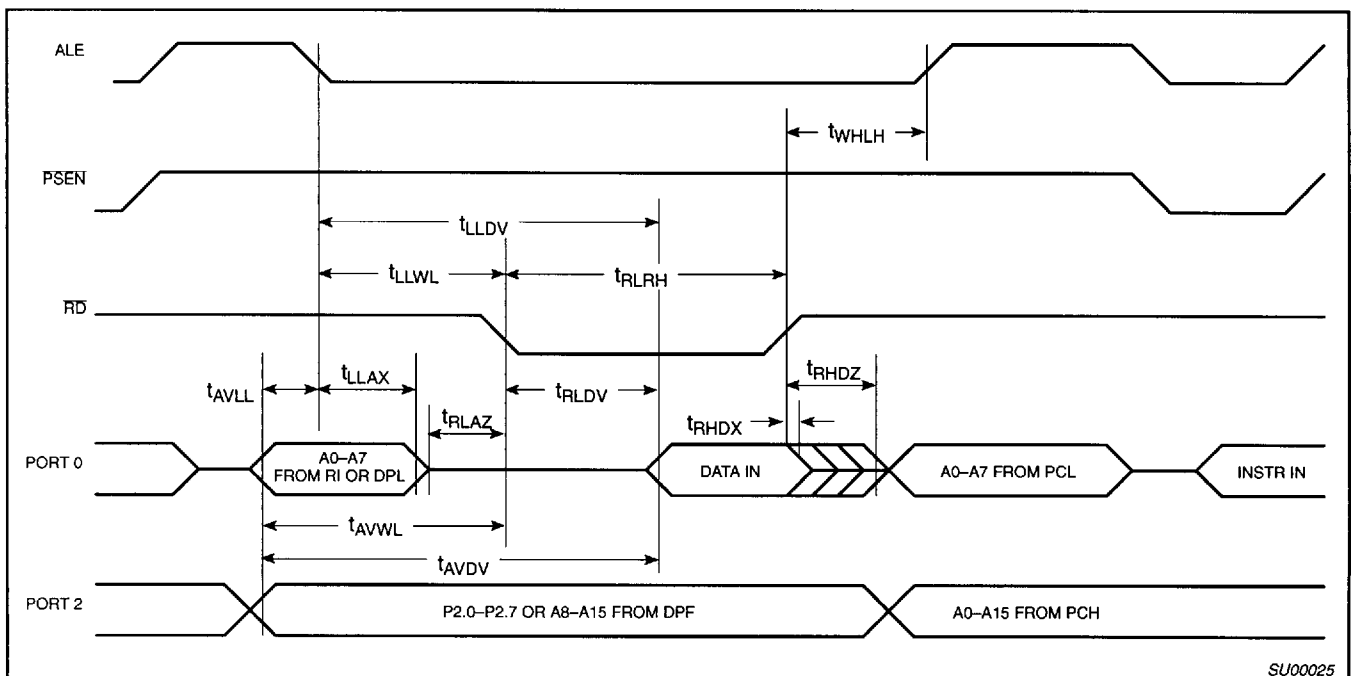 ALE
tWHLH
PSEN
tLLDV
tLLWL
tRLRH
RD
tAVLL
tLLAX
tRLAZ
tRLDV
tRHDZ
tRHDX
PORT 0
A0–A7
FROM RI OR DPL
DATA IN
A0–A7 FROM PCL
INSTR IN
tAVWL
tAVDV
PORT 2
P2.0–P2.7 OR A8–A15 FROM DPF
A0–A15 FROM PCH
SU00025